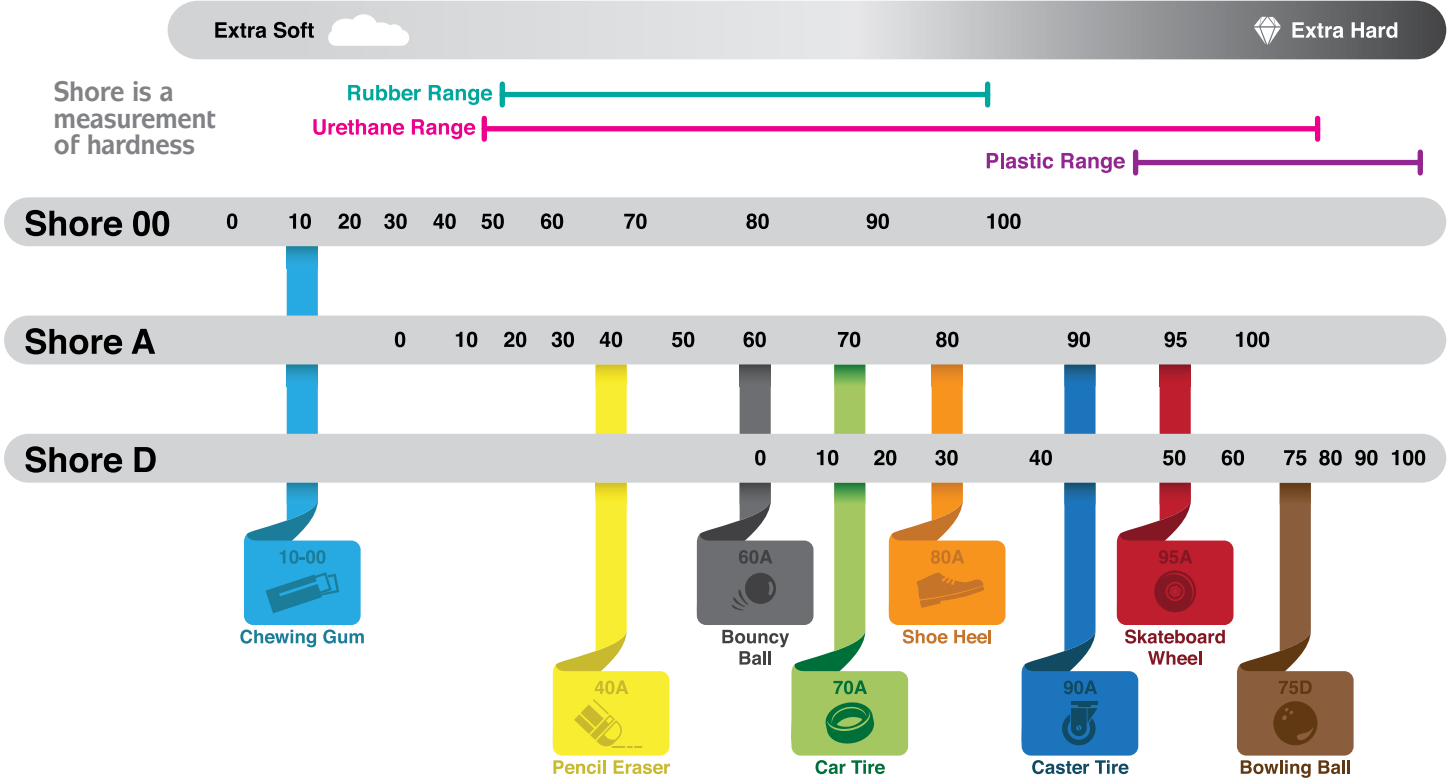 Extra Soft
Extra Hard
Shore is a
measurement
of hardness
Rubber Range
Urethane Range
Plastic Range
Shore 00 0 10 20 30 40 50 60 70 80 90 100
Shore A 0 10 20 30 40 50 60 70 80 90 95 100
Shore D 0 10 20 30 40 50 60 75 80 90 100
10-00
Chewing Gum
40A
Pencil Eraser
60A
Bouncy
Ball
70A
Car Tire
80A
Shoe Heel
90A
Caster Tire
95A
Skateboard
Wheel
75D
Bowling Ball